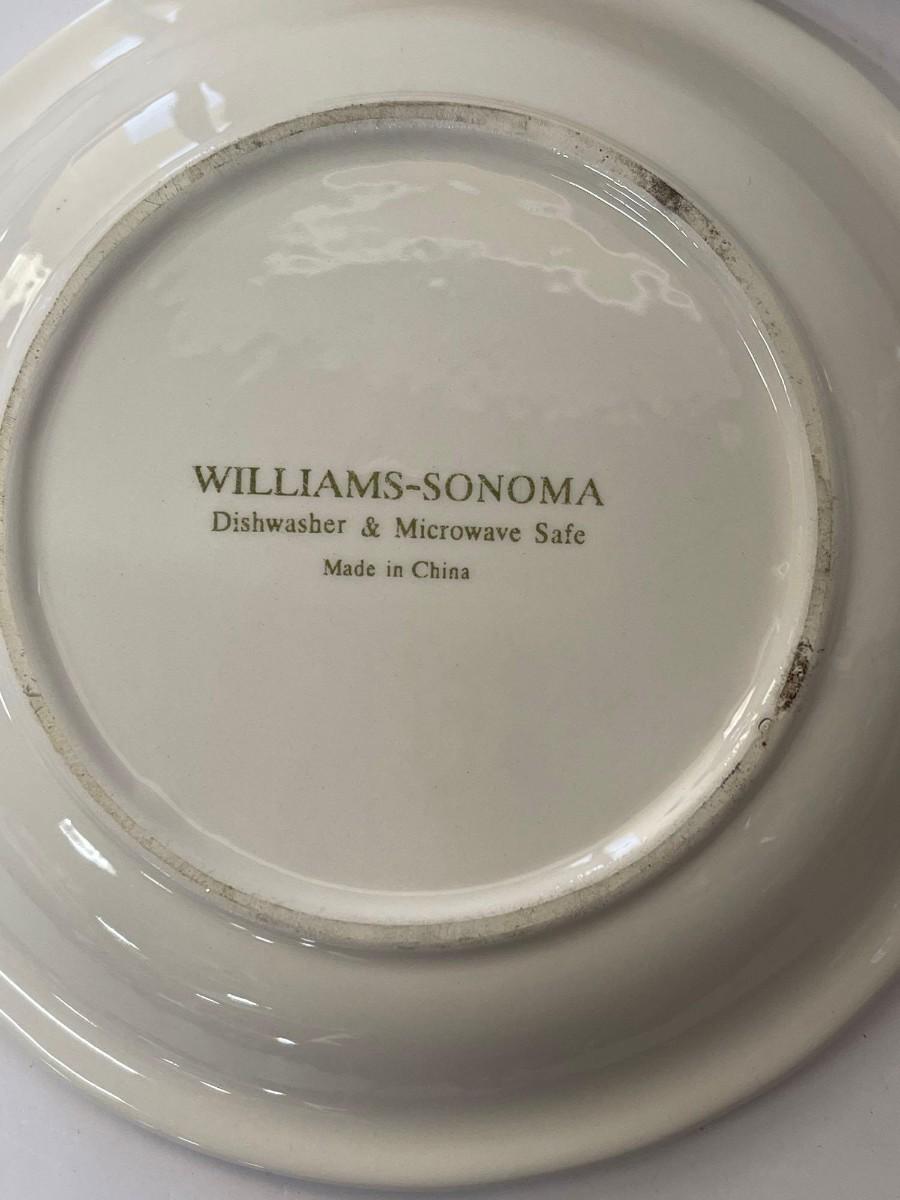 WILLIAMS-SONOMA
Dishwasher & Microwave Safe
Made in China